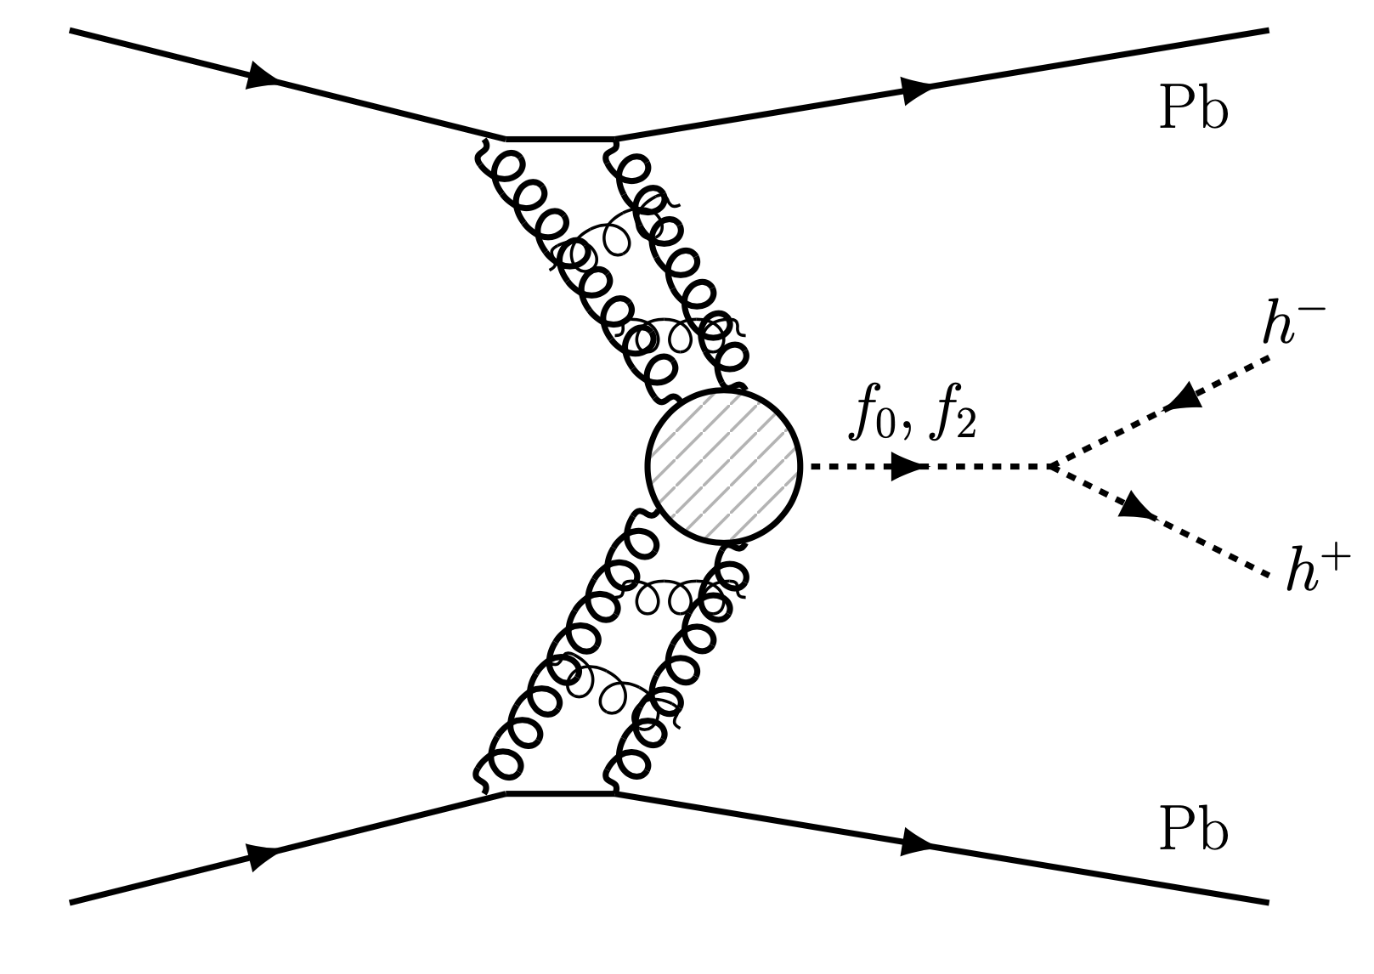 Pb
h⁻
f₀, f₂
h⁺
Pb